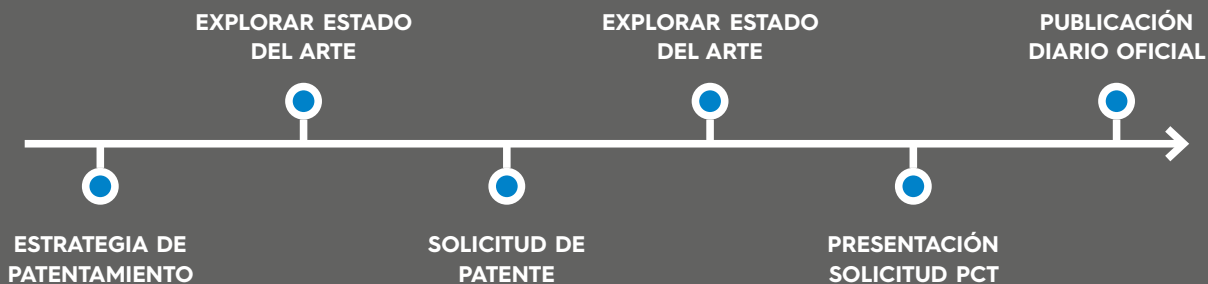 EXPLORAR ESTADO
DEL ARTE
EXPLORAR ESTADO
DEL ARTE
PUBLICACIÓN
DIARIO OFICIAL
ESTRATEGIA DE
PATENTAMIENTO
SOLICITUD DE
PATENTE
PRESENTACIÓN
SOLICITUD PCT